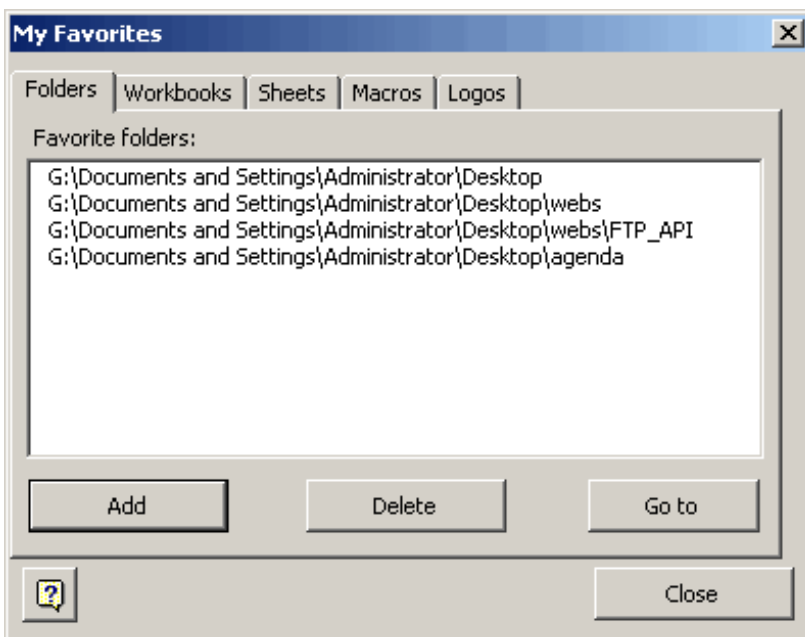 My Favorites
Folders Workbooks Sheets Macros Logos
Favorite folders:
G:\Documents and Settings\Administrator\Desktop
G:\Documents and Settings\Administrator\Desktop\webs
G:\Documents and Settings\Administrator\Desktop\webs\FTP_API
G:\Documents and Settings\Administrator\Desktop\agenda
Add Delete Go to
? Close